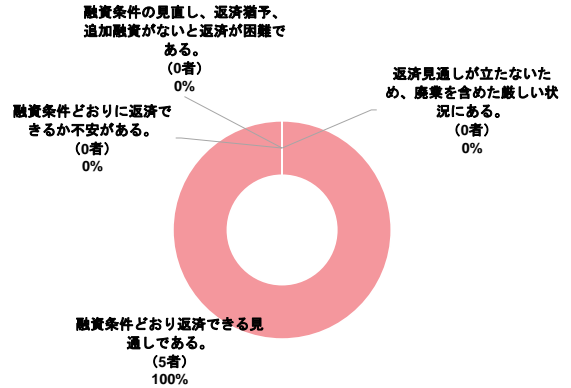 融資条件の見直し、返済猶予、
追加融資がないと返済が困難で
ある。
（0者）
0%
返済見通しが立たないた
め、廃業を含めた厳しい状
況にある。
（0者）
0%
融資条件どおりに返済で
きるか不安がある。
（0者）
0%
融資条件どおり返済できる見
通しである。
（5者）
100%